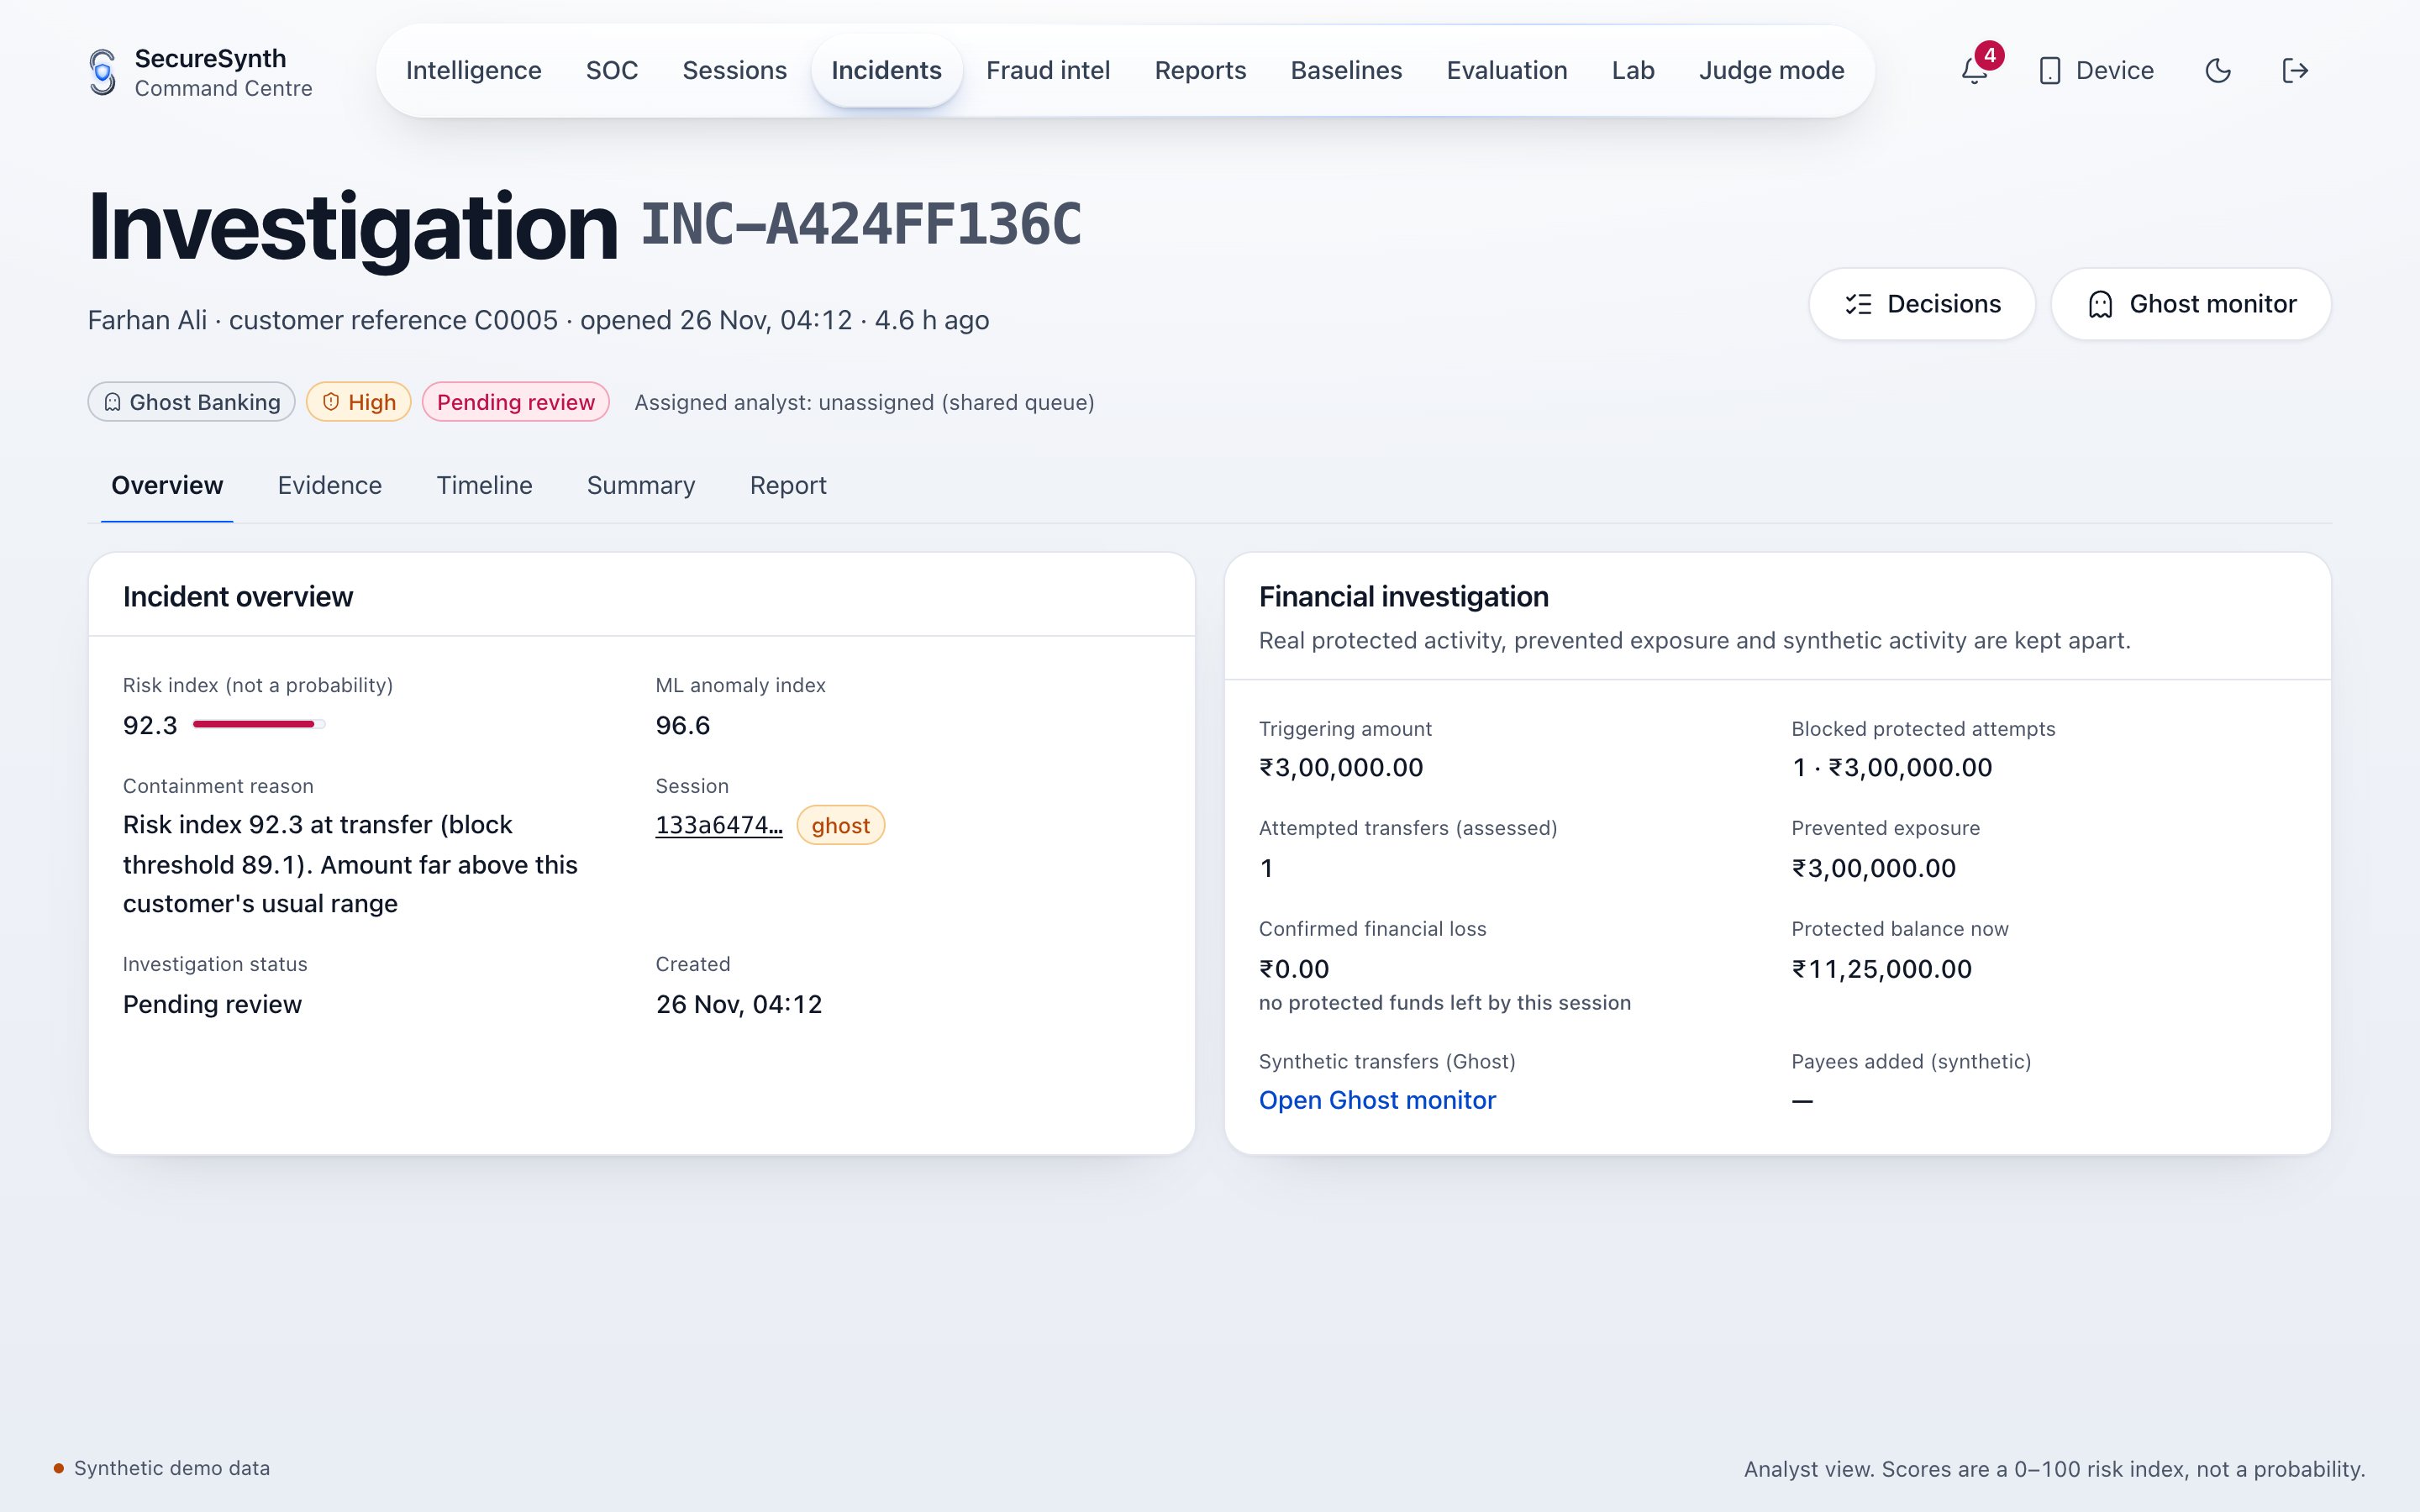 SecureSynth
Command Centre
Intelligence
SOC
Sessions
Incidents
Fraud intel
Reports
Baselines
Evaluation
Lab
Judge mode
4
Device
Investigation INC–A424FF136C
Farhan Ali · customer reference C0005 · opened 26 Nov, 04:12 · 4.6 h ago
Decisions
Ghost monitor
Ghost Banking
High
Pending review
Assigned analyst: unassigned (shared queue)
Overview
Evidence
Timeline
Summary
Report
Incident overview
Risk index (not a probability)
92.3
ML anomaly index
96.6
Containment reason
Risk index 92.3 at transfer (block
threshold 89.1). Amount far above this
customer's usual range
Session
133a6474…
ghost
Investigation status
Pending review
Created
26 Nov, 04:12
Financial investigation
Real protected activity, prevented exposure and synthetic activity are kept apart.
Triggering amount
₹3,00,000.00
Blocked protected attempts
1 · ₹3,00,000.00
Attempted transfers (assessed)
1
Prevented exposure
₹3,00,000.00
Confirmed financial loss
₹0.00
no protected funds left by this session
Protected balance now
₹11,25,000.00
Synthetic transfers (Ghost)
Open Ghost monitor
Payees added (synthetic)
—
Synthetic demo data
Analyst view. Scores are a 0–100 risk index, not a probability.